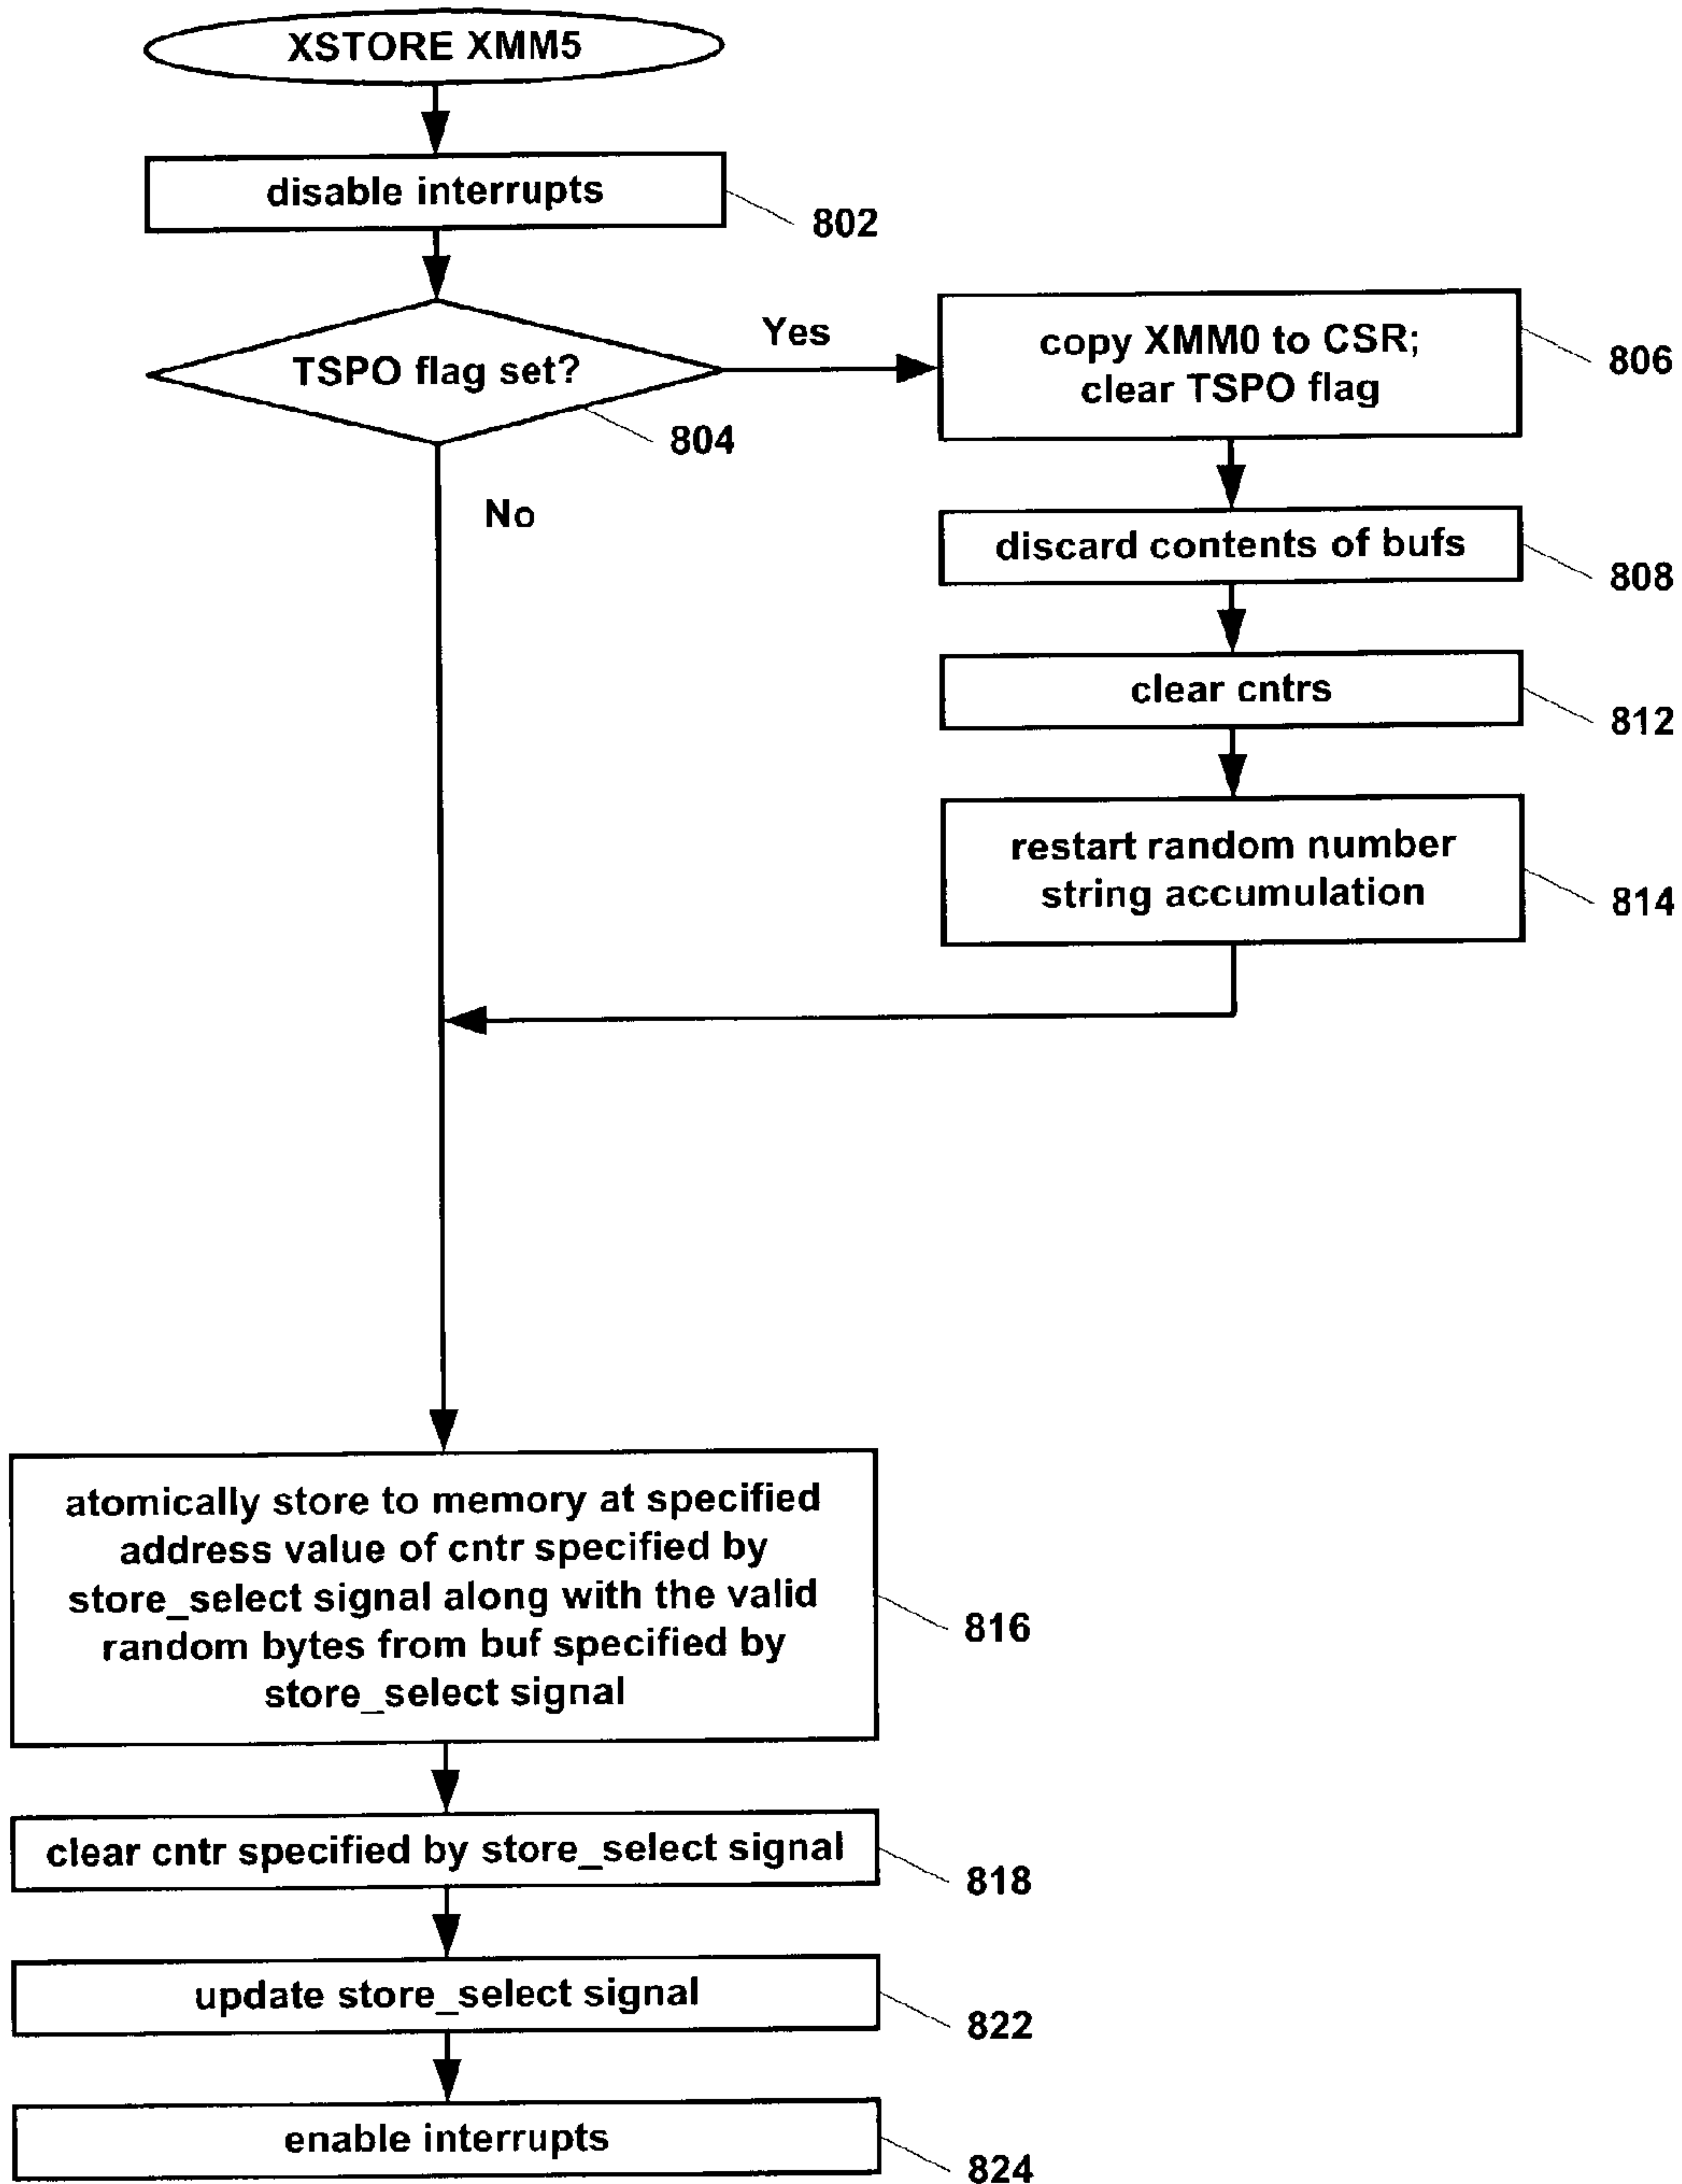 XSTORE XMM5
disable interrupts
802
TSPO flag set?
804
Yes
No
copy XMM0 to CSR;
clear TSPO flag
806
discard contents of bufs
808
clear cntrs
812
restart random number
string accumulation
814
atomically store to memory at specified
address value of cntr specified by
store_select signal along with the valid
random bytes from buf specified by
store_select signal
816
clear cntr specified by store_select signal
818
update store_select signal
822
enable interrupts
824